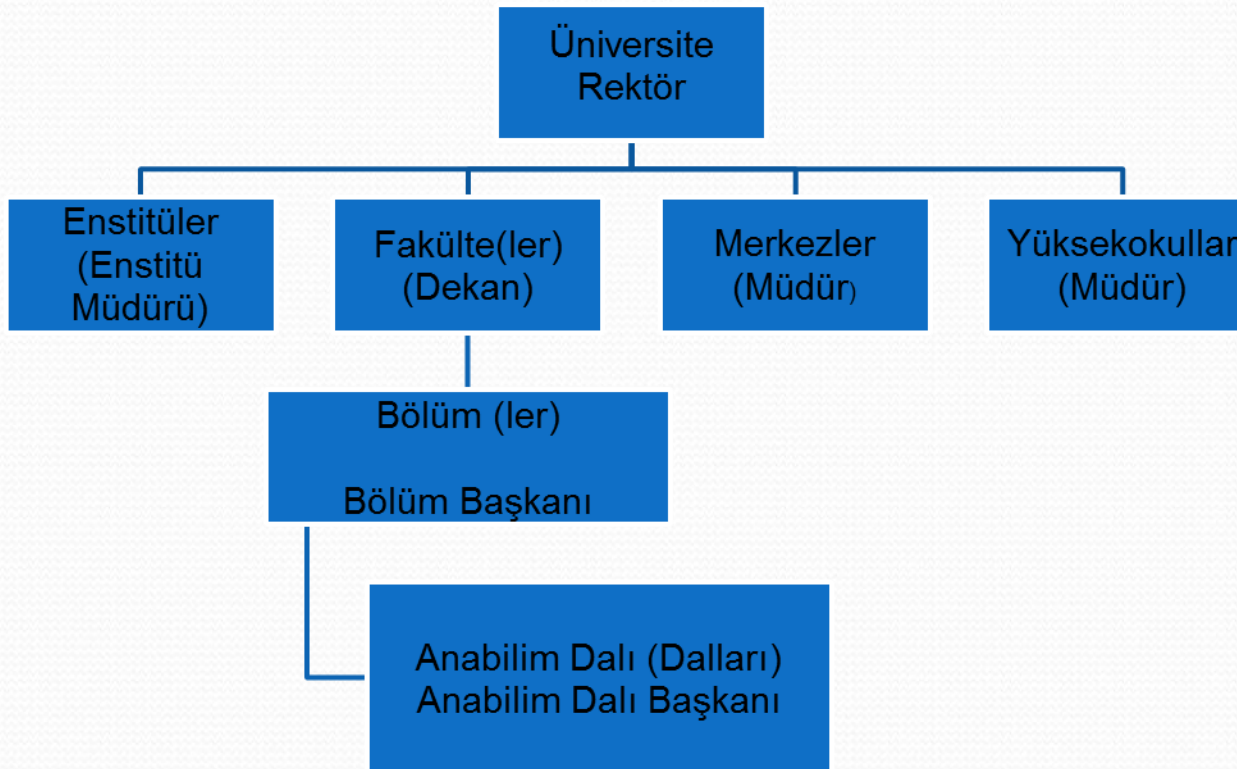 Üniversite
Rektör
Enstitüler
(Enstitü
Müdürü)
Fakülte(ler)
(Dekan)
Merkezler
(Müdür)
Yüksekokullar
(Müdür)
Bölüm (ler)
Bölüm Başkanı
Anabilim Dalı (Dalları)
Anabilim Dalı Başkanı